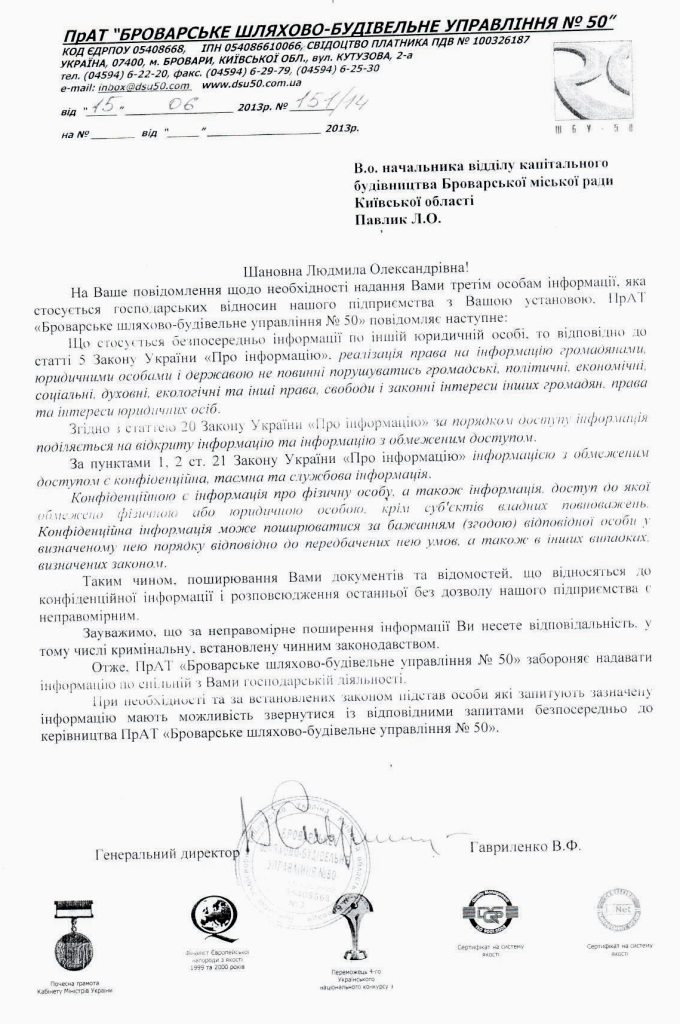 ПрАТ “БРОВАРСЬКЕ ШЛЯХОВО-БУДІВЕЛЬНЕ УПРАВЛІННЯ № 50”
КОД ЄДРПОУ 05408668, ІПН 054086610066, СВІДОЦТВО ПЛАТНИКА ПДВ № 100326187
УКРАЇНА, 07400, м. БРОВАРИ, КИЇВСЬКОЇ ОБЛ., вул. КУТУЗОВА, 2-а
тел. (04594) 6-22-20, факс. (04594) 6-29-79, (04594) 6-25-30
e-mail: inbox@dsu50.com www.dsu50.com.ua
від "15" 06 2013р. № 151/14
на № ________ від "_____" ________________ 2013р.
ШБУ-50
В.о. начальника відділу капітального
будівництва Броварської міської ради
Київської області
Павлик Л.О.
Шановна Людмила Олександрівна!
На Ваше повідомлення щодо необхідності надання Вами третім особам інформації, яка
стосується господарських відносин нашого підприємства з Вашою установою, ПрАТ
«Броварське шляхово-будівельне управління № 50» повідомляє наступне:
Що стосується безпосередньо інформації по іншій юридичній особі, то відповідно до
статті 5 Закону України «Про інформацію», реалізація права на інформацію громадянами,
юридичними особами і державою не повинні порушувати громадські, політичні, економічні,
соціальні, духовні, екологічні та інші права, свободи і законні інтереси інших громадян, права
та інтереси юридичних осіб.
Згідно з статтею 20 Закону України «Про інформацію» за порядком доступу інформація
поділяється на відкриту інформацію та інформацію з обмеженим доступом.
За пунктами 1, 2 ст. 21 Закону України «Про інформацію» інформацією з обмеженим
доступом є конфіденційна, таємна та службова інформація.
Конфіденційною є інформація про фізичну особу, а також інформація, доступ до якої
обмежено фізичною або юридичною особою, крім суб'єктів владних повноважень.
Конфіденційна інформація може поширюватися за бажанням (згодою) відповідної особи у
визначеному нею порядку відповідно до передбачених нею умов, а також в інших випадках,
визначених законом.
Таким чином, поширювання Вами документів та відомостей, що відносяться до
конфіденційної інформації і розповсюдження останньої без дозволу нашого підприємства є
неправомірним.
Зауважимо, що за неправомірне поширення інформації Ви несете відповідальність, у
тому числі кримінальну, встановлену чинним законодавством.
Отже, ПрАТ «Броварське шляхово-будівельне управління № 50» забороняє надавати
інформацію по спільній з Вами господарській діяльності.
При необхідності та за встановлених законом підстав особи які запитують зазначену
інформацію мають можливість звернутися із відповідними запитами безпосередньо до
керівництва ПрАТ «Броварське шляхово-будівельне управління № 50».
Генеральний директор
Гавриленко В.Ф.
БРОВАРСЬКЕ
ШЛЯХОВО-БУДІВЕЛЬНЕ
УПРАВЛІННЯ №50
05408668
Почесна грамота
Кабінету Міністрів України
Фіналіст Європейської
нагороди з якості
1999 та 2000 років
Переможець 4-го
Українського
національного конкурсу з
Сертифікат на систему
якості
Сертифікат на систему
якості